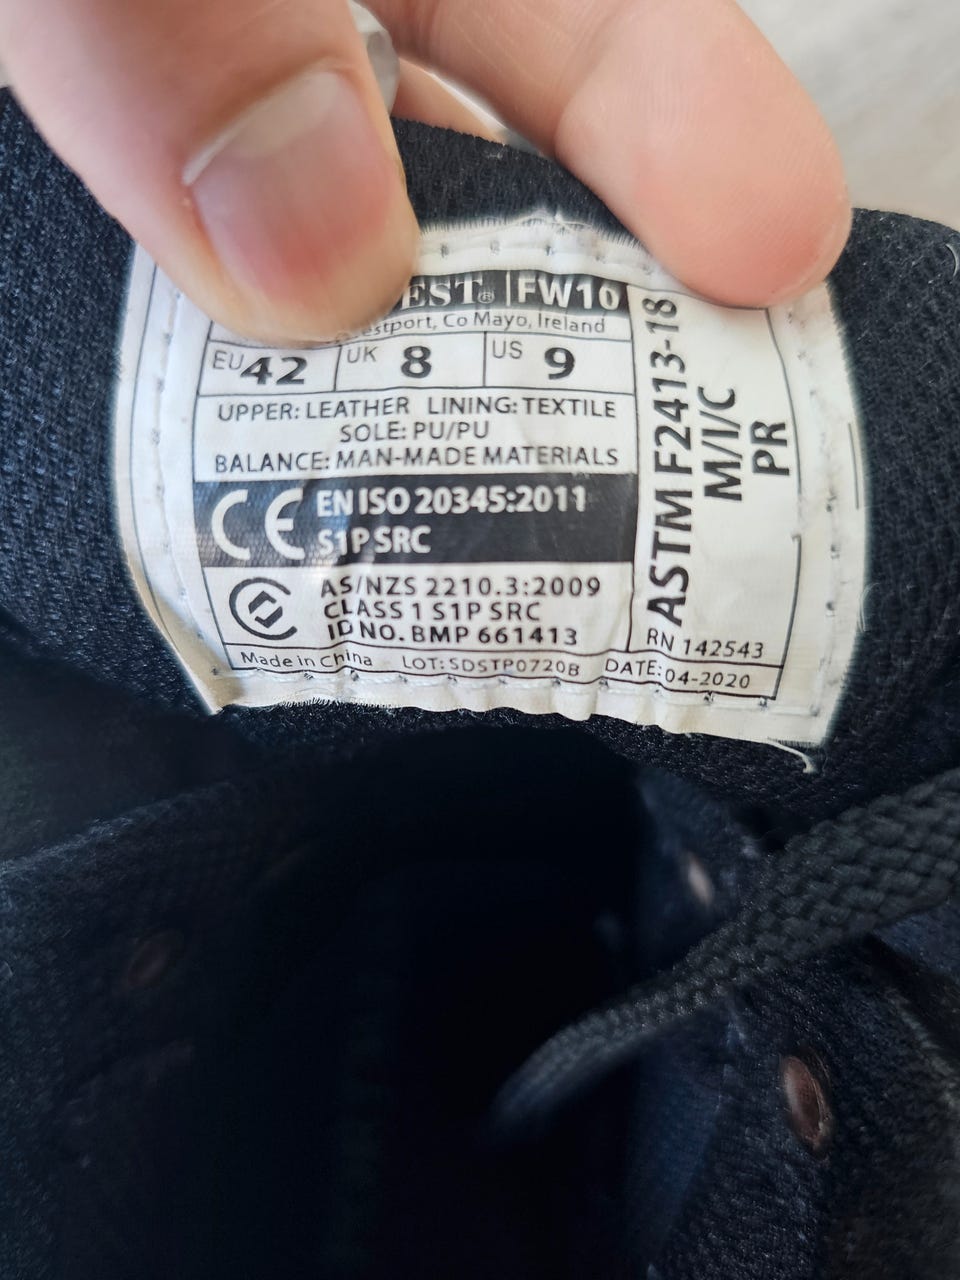 EST® FW10
estport, Co Mayo, Ireland
EU 42 UK 8 US 9
UPPER: LEATHER LINING: TEXTILE
SOLE: PU/PU
BALANCE: MAN-MADE MATERIALS
CE EN ISO 20345:2011
S1P SRC
AS/NZS 2210.3:2009
CLASS 1 S1P SRC
ID NO. BMP 661413
ASTM F2413-18
M/I/C
PR
RN 142543
Made in China LOT: SDSTP0720B DATE: 04-2020